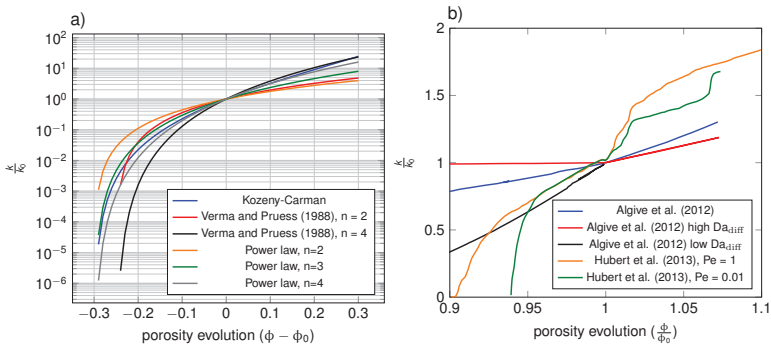 a)
10²
10¹
10⁰
10⁻¹
10⁻²
10⁻³
10⁻⁴
10⁻⁵
10⁻⁶
k/k₀
Kozeny-Carman
Verma and Pruess (1988), n = 2
Verma and Pruess (1988), n = 4
Power law, n=2
Power law, n=3
Power law, n=4
−0.3 −0.2 −0.1 0 0.1 0.2 0.3
porosity evolution (ϕ − ϕ₀)
b)
2
1.5
1
0.5
0
k/k₀
Algive et al. (2012)
Algive et al. (2012) high Da_diff
Algive et al. (2012) low Da_diff
Hubert et al. (2013), Pe = 1
Hubert et al. (2013), Pe = 0.01
0.9 0.95 1 1.05 1.1
porosity evolution (ϕ/ϕ₀)